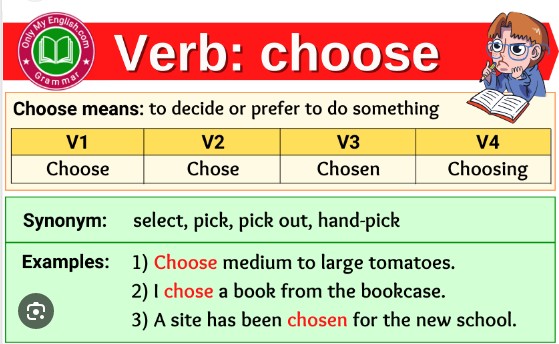 Only My English.com
Grammar
Verb: choose
Choose means: to decide or prefer to do something
V1 V2 V3 V4
Choose Chose Chosen Choosing
Synonym: select, pick, pick out, hand-pick
Examples: 1) Choose medium to large tomatoes.
2) I chose a book from the bookcase.
3) A site has been chosen for the new school.